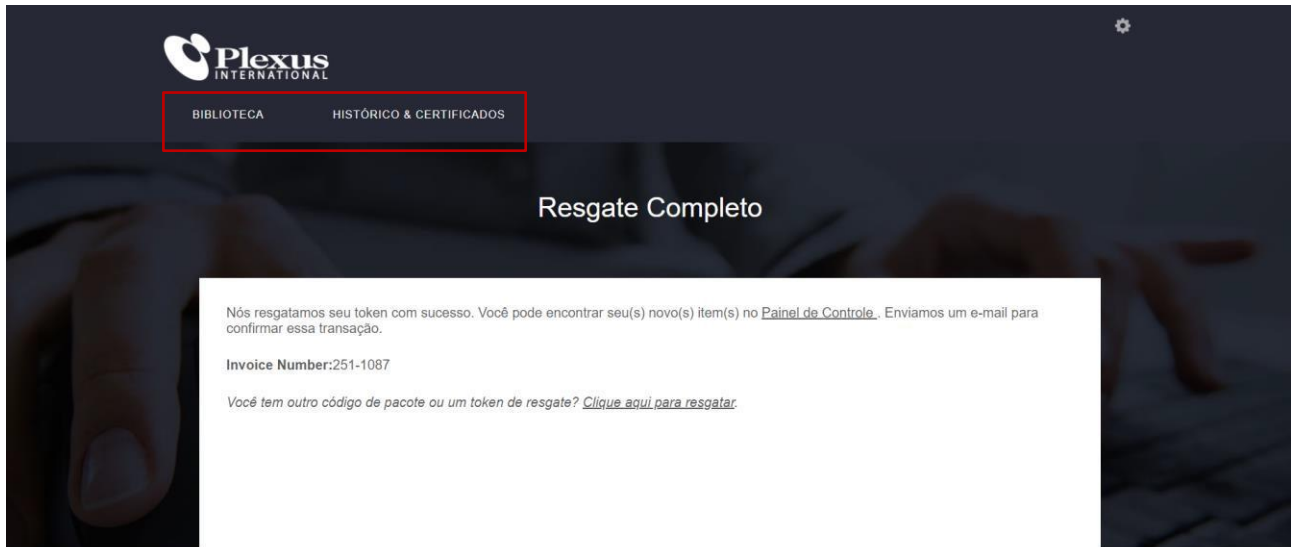 Plexus
INTERNATIONAL
BIBLIOTECA HISTÓRICO & CERTIFICADOS
Resgate Completo
Nós resgatamos seu token com sucesso. Você pode encontrar seu(s) novo(s) item(s) no Painel de Controle . Enviamos um e-mail para
confirmar essa transação.
Invoice Number:251-1087
Você tem outro código de pacote ou um token de resgate? Clique aqui para resgatar.